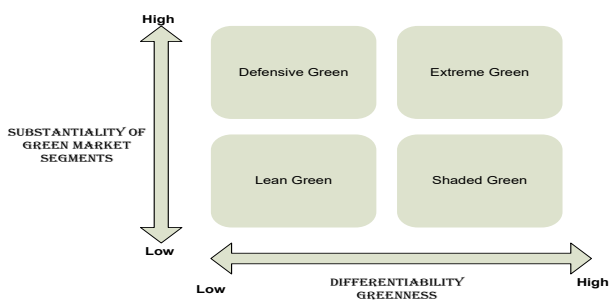 High
Defensive Green
Extreme Green
SUBSTANTIALITY OF
GREEN MARKET
SEGMENTS
Lean Green
Shaded Green
Low
Low
DIFFERENTIABILITY
GREENNESS
High